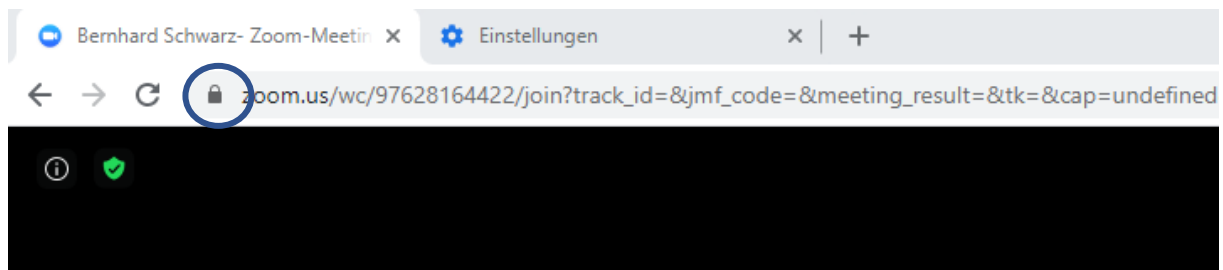 Bernhard Schwarz- Zoom-Meetin
Einstellungen
zoom.us/wc/97628164422/join?track_id=&jmf_code=&meeting_result=&tk=&cap=undefined